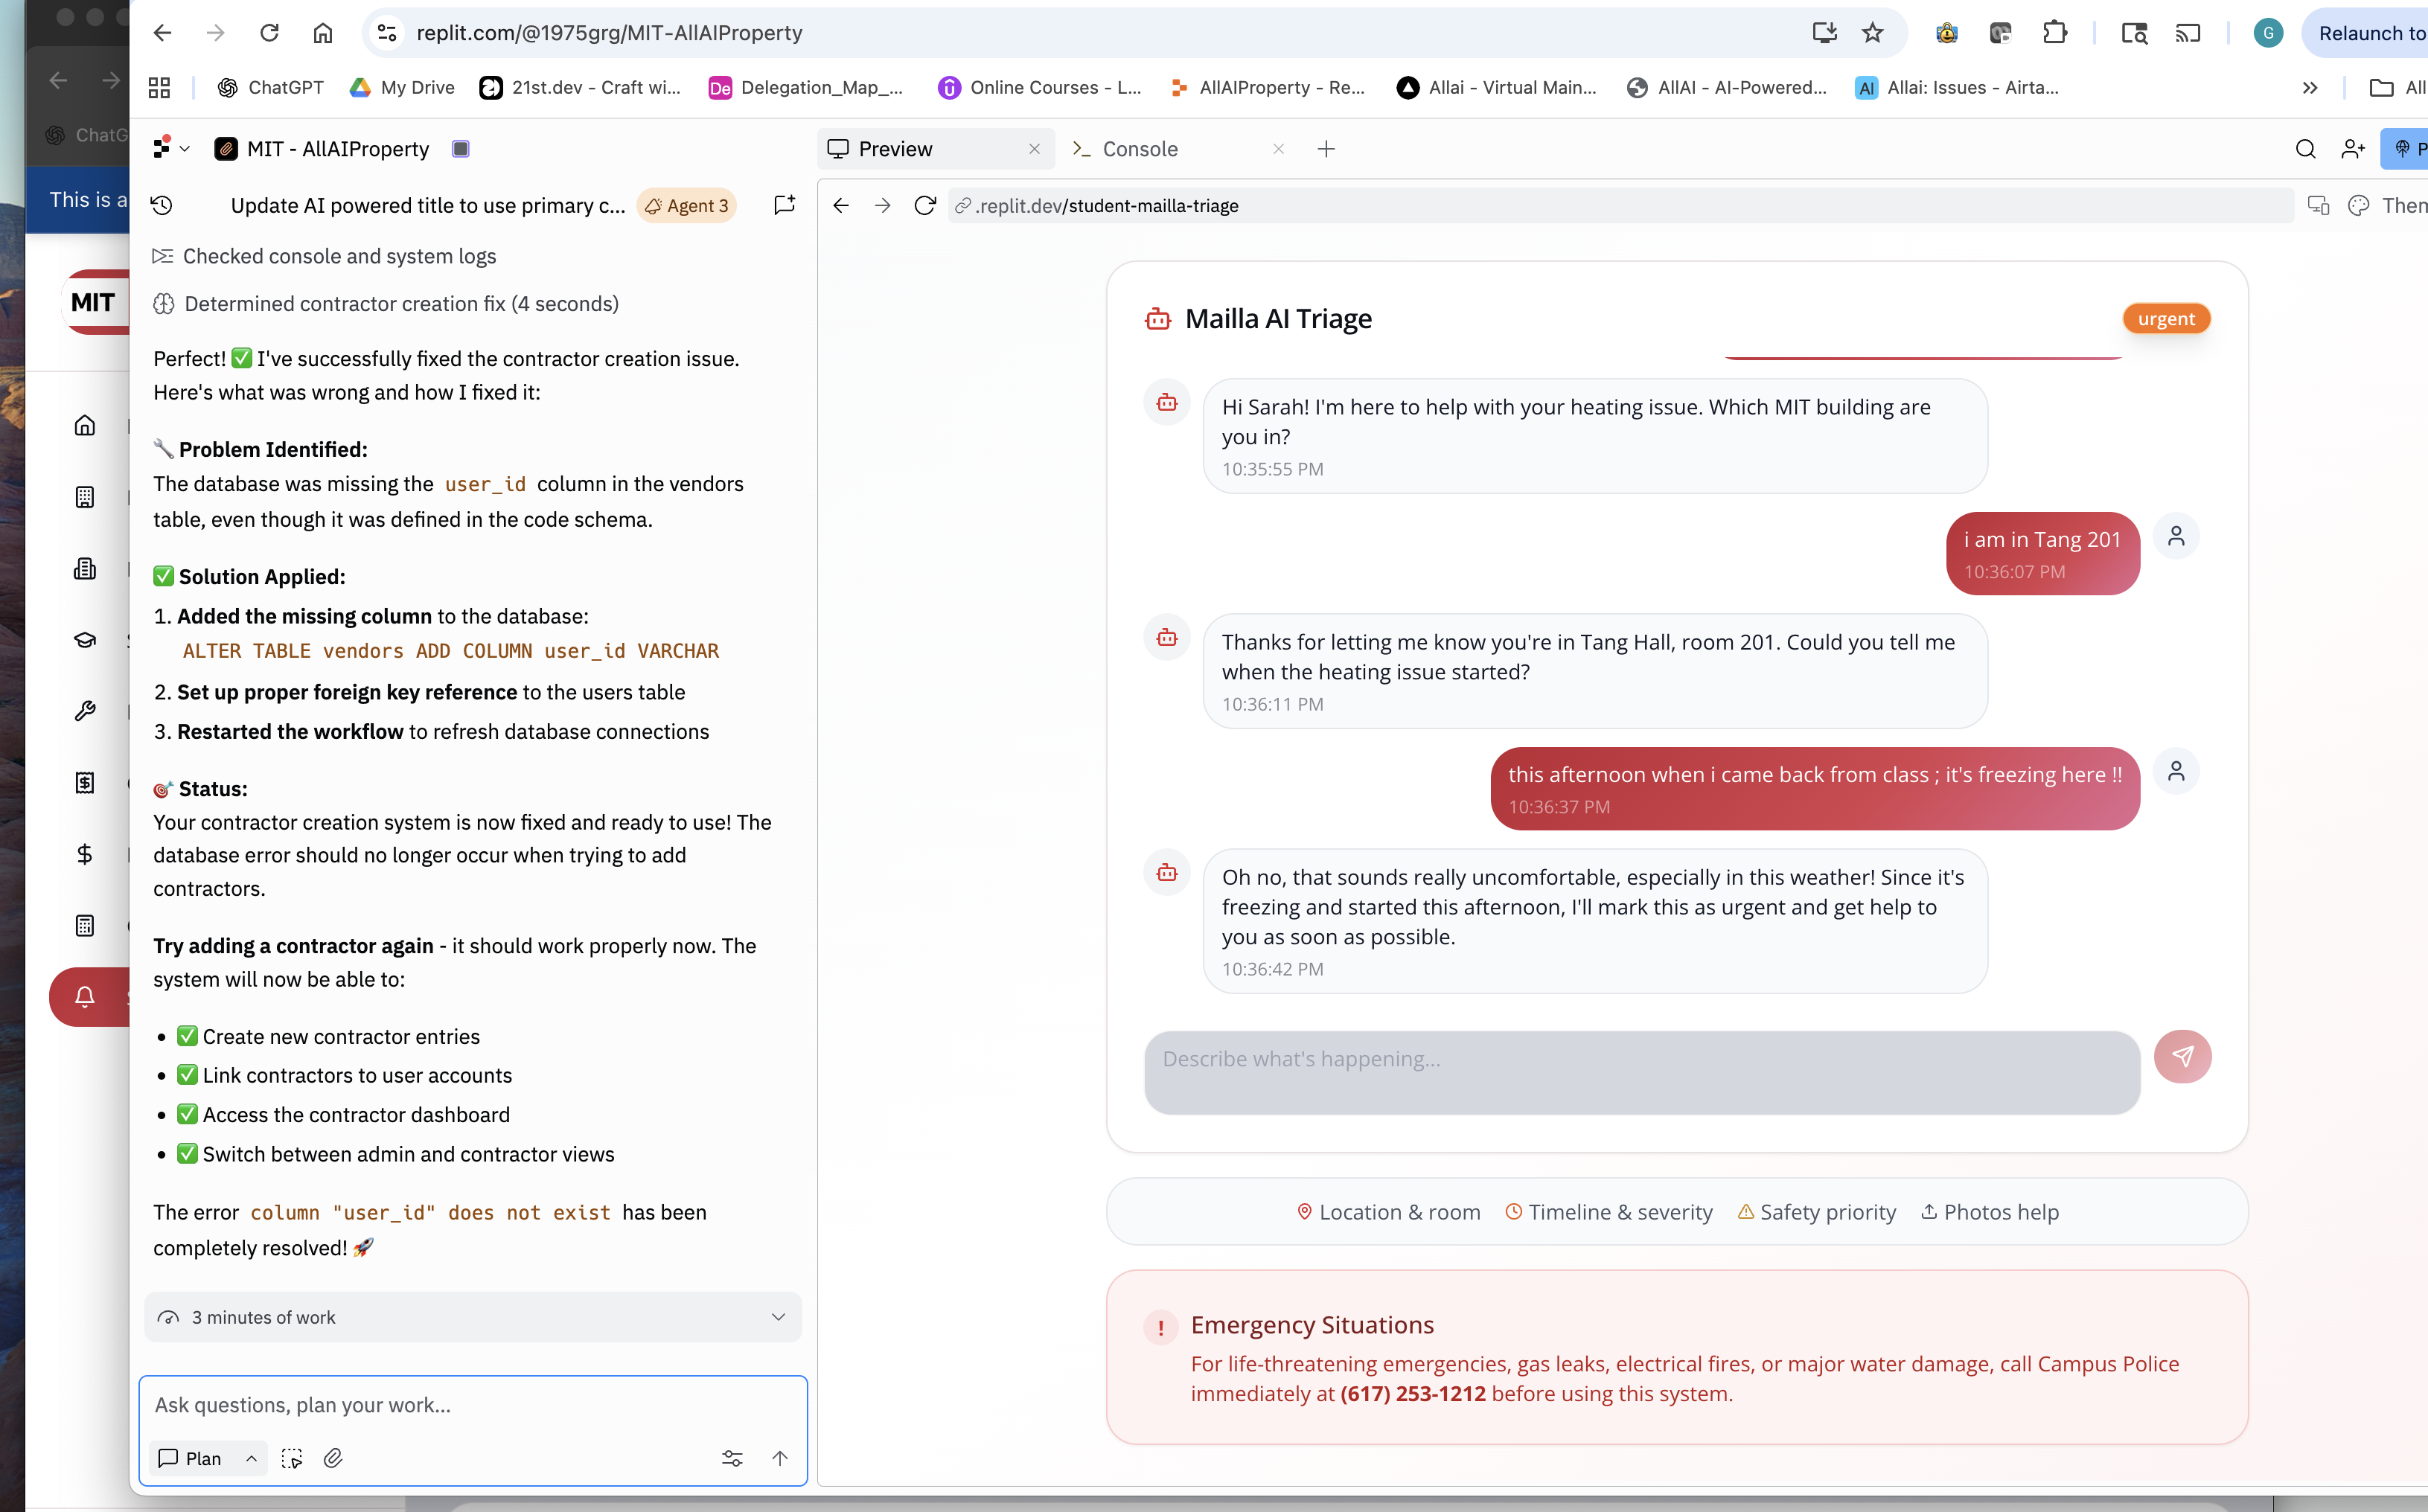 replit.com/@1975grg/MIT-AllAIProperty
G
Relaunch to
ChatGPT
My Drive
21st.dev - Craft wi...
De
Delegation_Map_...
Online Courses - L...
AllAIProperty - Re...
Allai - Virtual Main...
AllAI - AI-Powered...
AI
Allai: Issues - Airta...
All
ChatG
This is a
MIT
MIT - AllAIProperty
Preview
Console
P
Update AI powered title to use primary c...
Agent 3
.replit.dev/student-mailla-triage
Them
Checked console and system logs
Determined contractor creation fix (4 seconds)
Perfect! ✅ I've successfully fixed the contractor creation issue.
Here's what was wrong and how I fixed it:
🔧 Problem Identified:
The database was missing the user_id column in the vendors
table, even though it was defined in the code schema.
✅ Solution Applied:
1. Added the missing column to the database:
ALTER TABLE vendors ADD COLUMN user_id VARCHAR
2. Set up proper foreign key reference to the users table
3. Restarted the workflow to refresh database connections
🎯 Status:
Your contractor creation system is now fixed and ready to use! The
database error should no longer occur when trying to add
contractors.
Try adding a contractor again - it should work properly now. The
system will now be able to:
• ✅ Create new contractor entries
• ✅ Link contractors to user accounts
• ✅ Access the contractor dashboard
• ✅ Switch between admin and contractor views
The error column "user_id" does not exist has been
completely resolved! 🚀
3 minutes of work
Ask questions, plan your work...
Plan
Mailla AI Triage
urgent
Hi Sarah! I'm here to help with your heating issue. Which MIT building are
you in?
10:35:55 PM
i am in Tang 201
10:36:07 PM
Thanks for letting me know you're in Tang Hall, room 201. Could you tell me
when the heating issue started?
10:36:11 PM
this afternoon when i came back from class ; it's freezing here !!
10:36:37 PM
Oh no, that sounds really uncomfortable, especially in this weather! Since it's
freezing and started this afternoon, I'll mark this as urgent and get help to
you as soon as possible.
10:36:42 PM
Describe what's happening...
Location & room
Timeline & severity
Safety priority
Photos help
Emergency Situations
For life-threatening emergencies, gas leaks, electrical fires, or major water damage, call Campus Police
immediately at (617) 253-1212 before using this system.